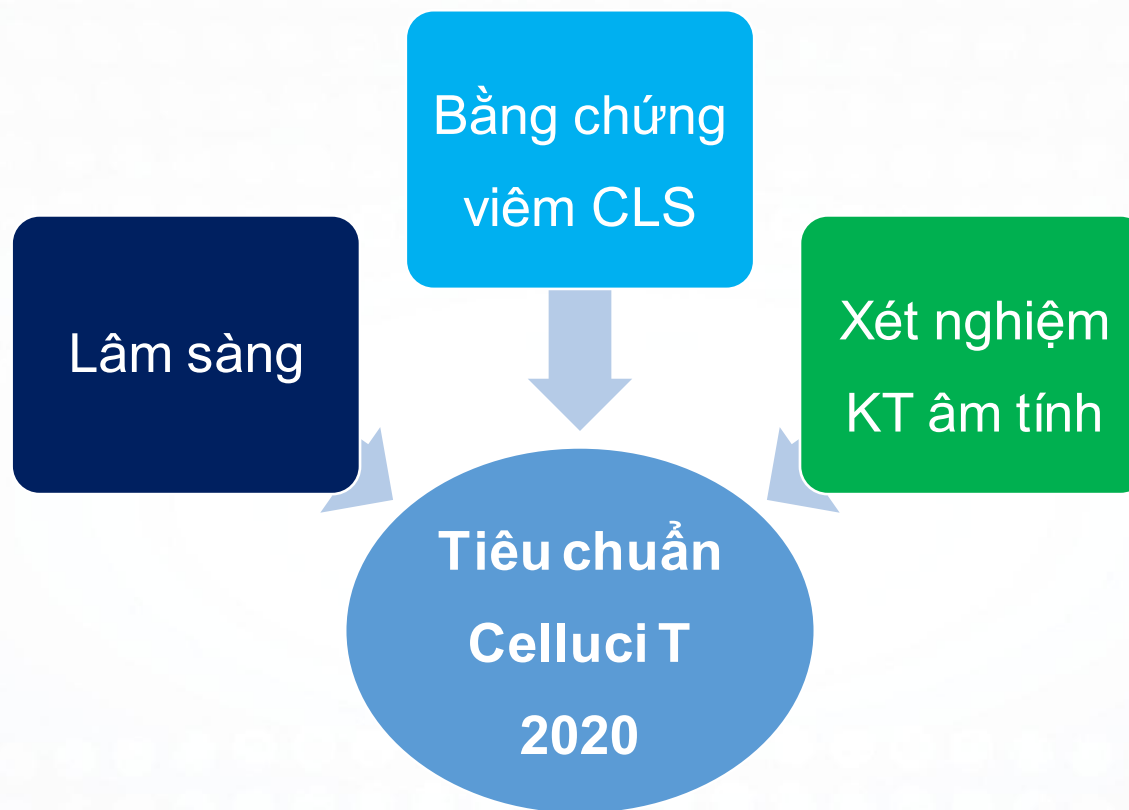 Bằng chứng
viêm CLS
Lâm sàng
Xét nghiệm
KT âm tính
Tiêu chuẩn
Celluci T
2020